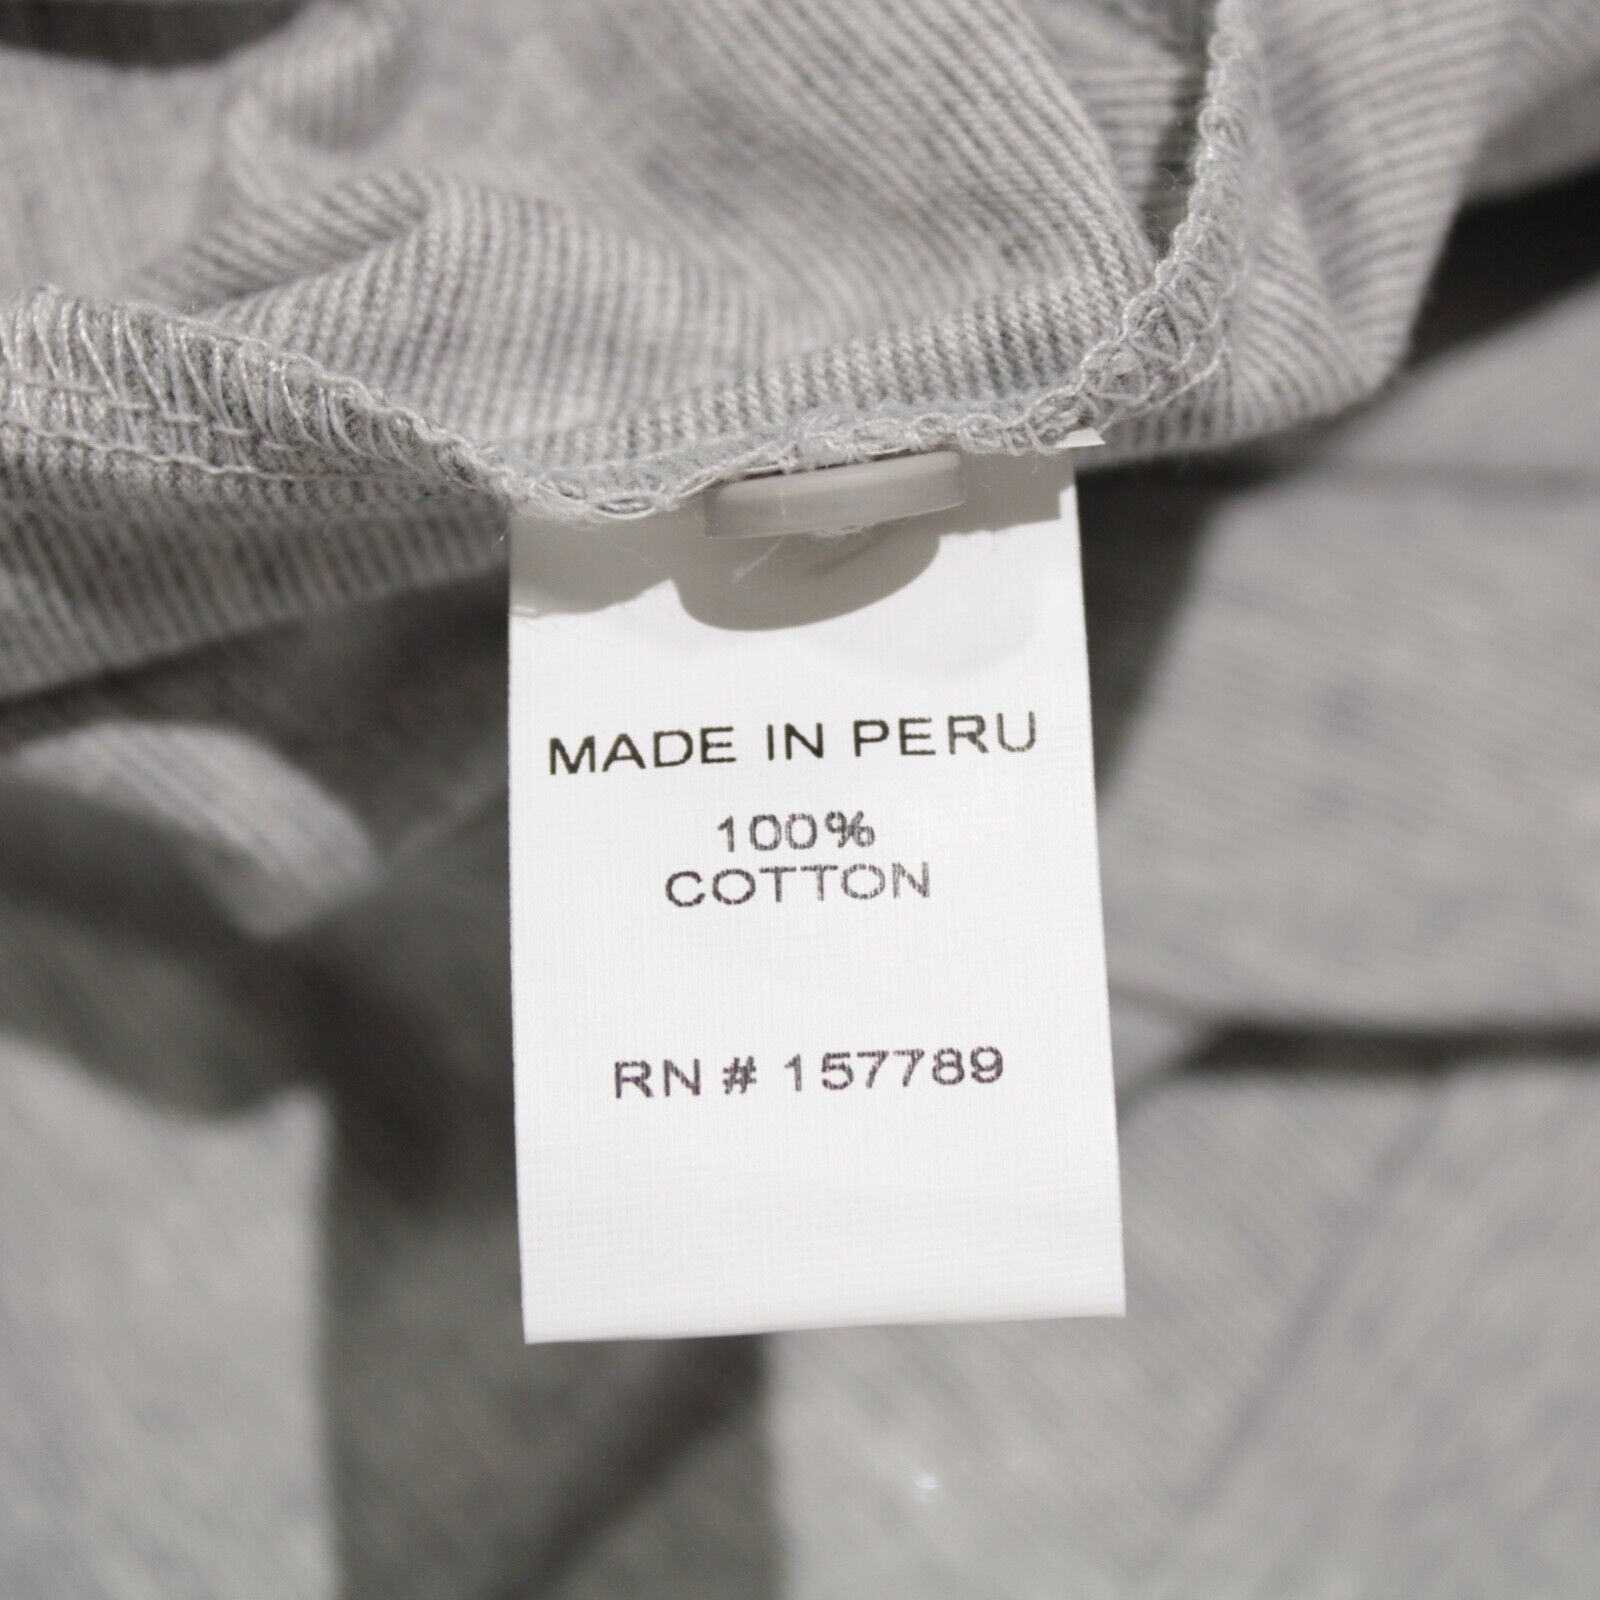 MADE IN PERU
100%
COTTON
RN # 157789